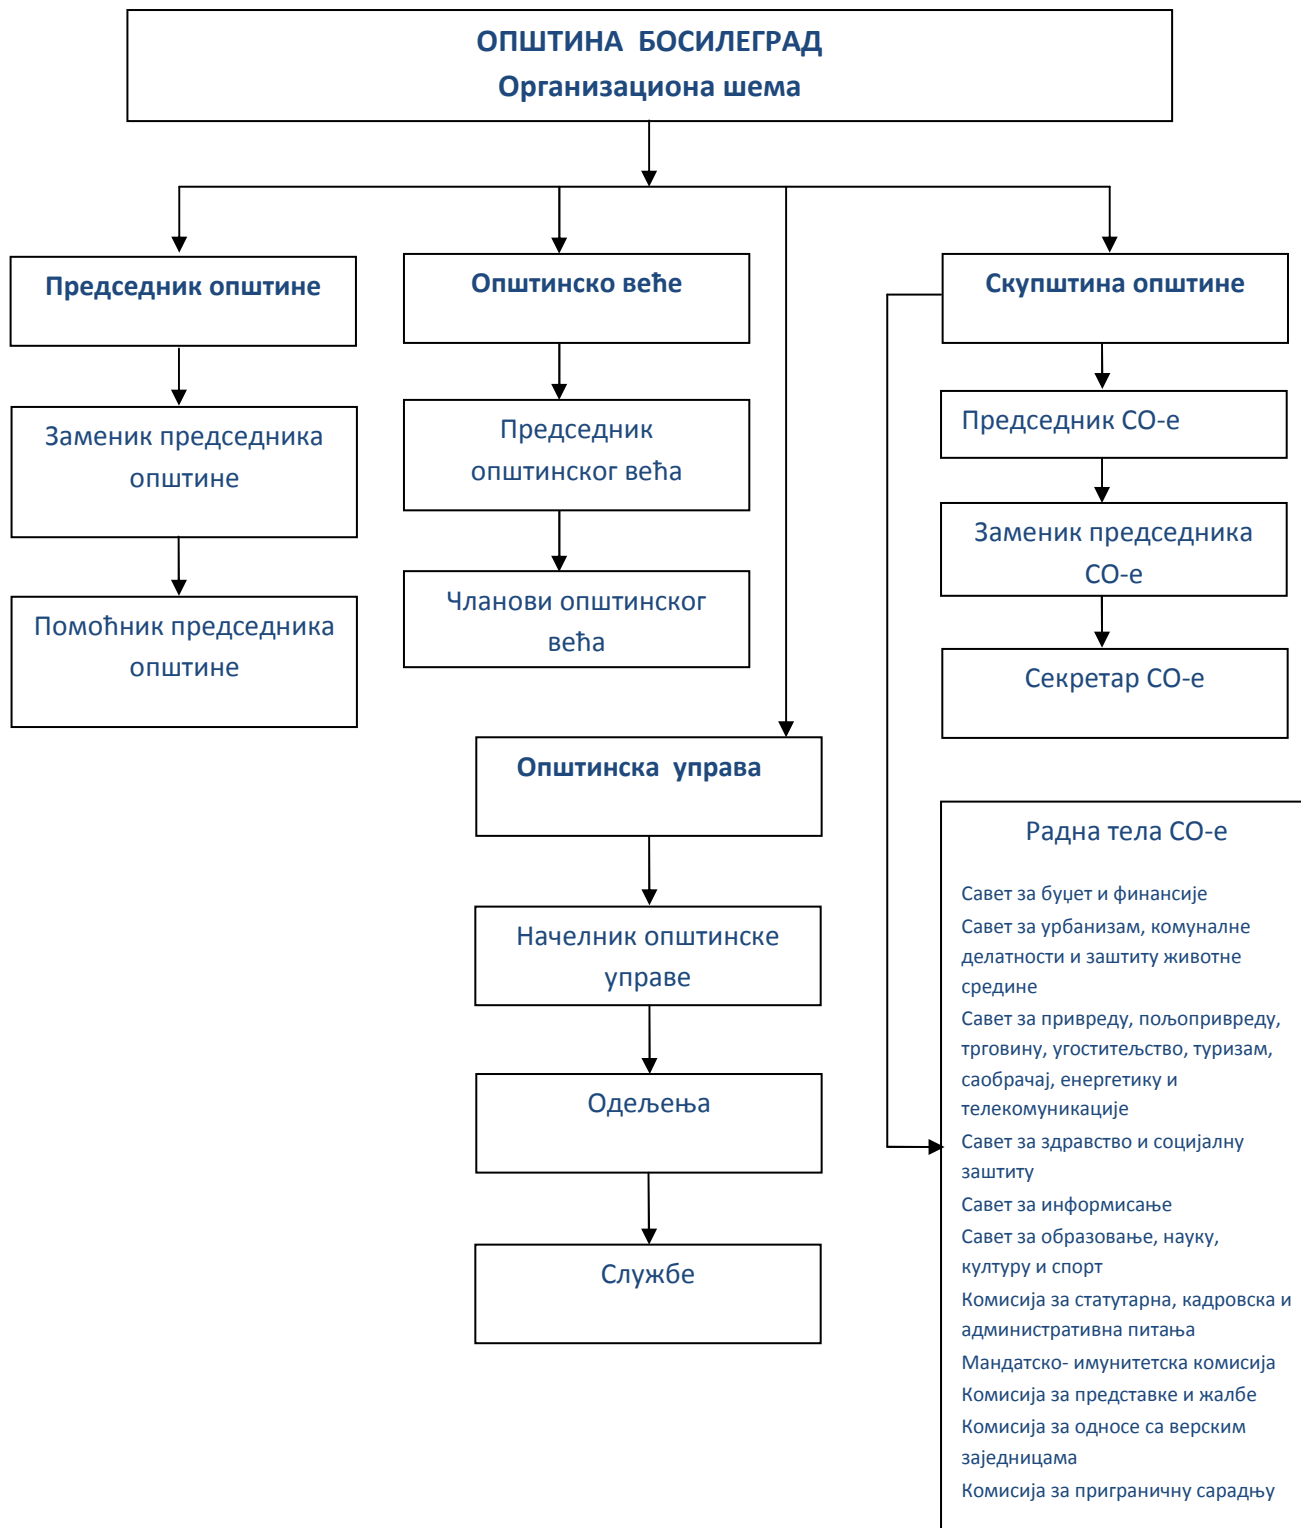 ОПШТИНА БОСИЛЕГРАД
Организациона шема
Председник општине
Заменик председника
општине
Помоћник председника
општине
Општинско веће
Председник
општинског већа
Чланови општинског
већа
Општинска управа
Начелник општинске
управе
Одељења
Службе
Скупштина општине
Председник СО-е
Заменик председника
СО-е
Секретар СО-е
Радна тела СО-е
Савет за буџет и финансије
Савет за урбанизам, комуналне
делатности и заштиту животне
средине
Савет за привреду, пољопривреду,
трговину, угоститељство, туризам,
саобрачај, енергетику и
телекомуникације
Савет за здравство и социјалну
заштиту
Савет за информисање
Савет за образовање, науку,
културу и спорт
Комисија за статутарна, кадровска и
административна питања
Мандатско- имунитетска комисија
Комисија за представке и жалбе
Комисија за односе са верским
заједницама
Комисија за приграничну сарадњу